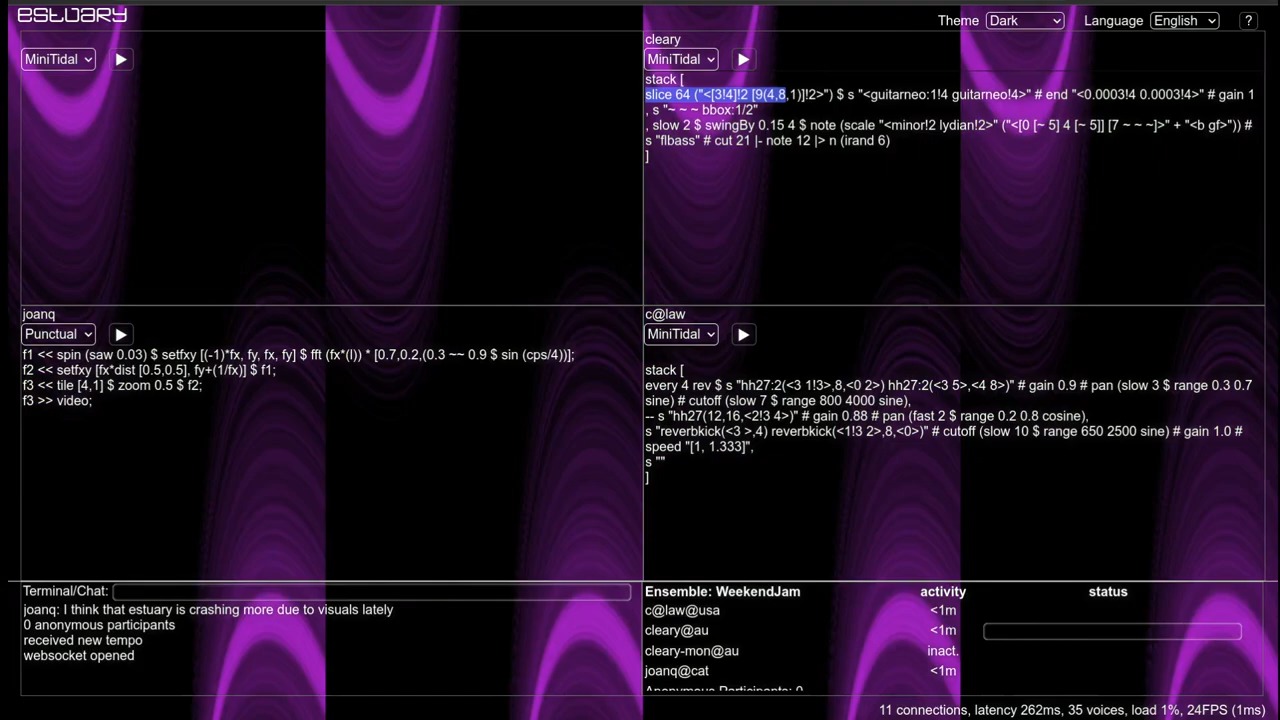 ESTUARY
Theme Dark Language English ?
MiniTidal
cleary
MiniTidal
stack [
slice 64 ("<[3!4]!2 [9(4,8,1)]!2>") $ s "<guitarneo:1!4 guitarneo!4>" # end "<0.0003!4 0.0003!4>" # gain 1
, s "~ ~ ~ bbox:1/2"
, slow 2 $ swingBy 0.15 4 $ note (scale "<minor!2 lydian!2>" ("<[0 [~ 5] 4 [~ 5]] [7 ~ ~ ~]>" + "<b gf>")) #
s "flbass" # cut 21 |- note 12 |> n (irand 6)
]
joanq
Punctual
f1 << spin (saw 0.03) $ setfxy [(-1)*fx, fy, fx, fy] $ fft (fx*(l)) * [0.7,0.2,(0.3 ~~ 0.9 $ sin (cps/4))];
f2 << setfxy [fx*dist [0.5,0.5], fy+(1/fx)] $ f1;
f3 << tile [4,1] $ zoom 0.5 $ f2;
f3 >> video;
c@law
MiniTidal
stack [
every 4 rev $ s "hh27:2(<3 1!3>,8,<0 2>) hh27:2(<3 5>,<4 8>)" # gain 0.9 # pan (slow 3 $ range 0.3 0.7
sine) # cutoff (slow 7 $ range 800 4000 sine),
-- s "hh27(12,16,<2!3 4>)" # gain 0.88 # pan (fast 2 $ range 0.2 0.8 cosine),
s "reverbkick(<3 >,4) reverbkick(<1!3 2>,8,<0>)" # cutoff (slow 10 $ range 650 2500 sine) # gain 1.0 #
speed "[1, 1.333]",
s ""
]
Terminal/Chat:
joanq: I think that estuary is crashing more due to visuals lately
0 anonymous participants
received new tempo
websocket opened
Ensemble: WeekendJam activity status
c@law@usa <1m
cleary@au <1m
cleary-mon@au inact.
joanq@cat <1m
Anonymous Participants: 0
11 connections, latency 262ms, 35 voices, load 1%, 24FPS (1ms)